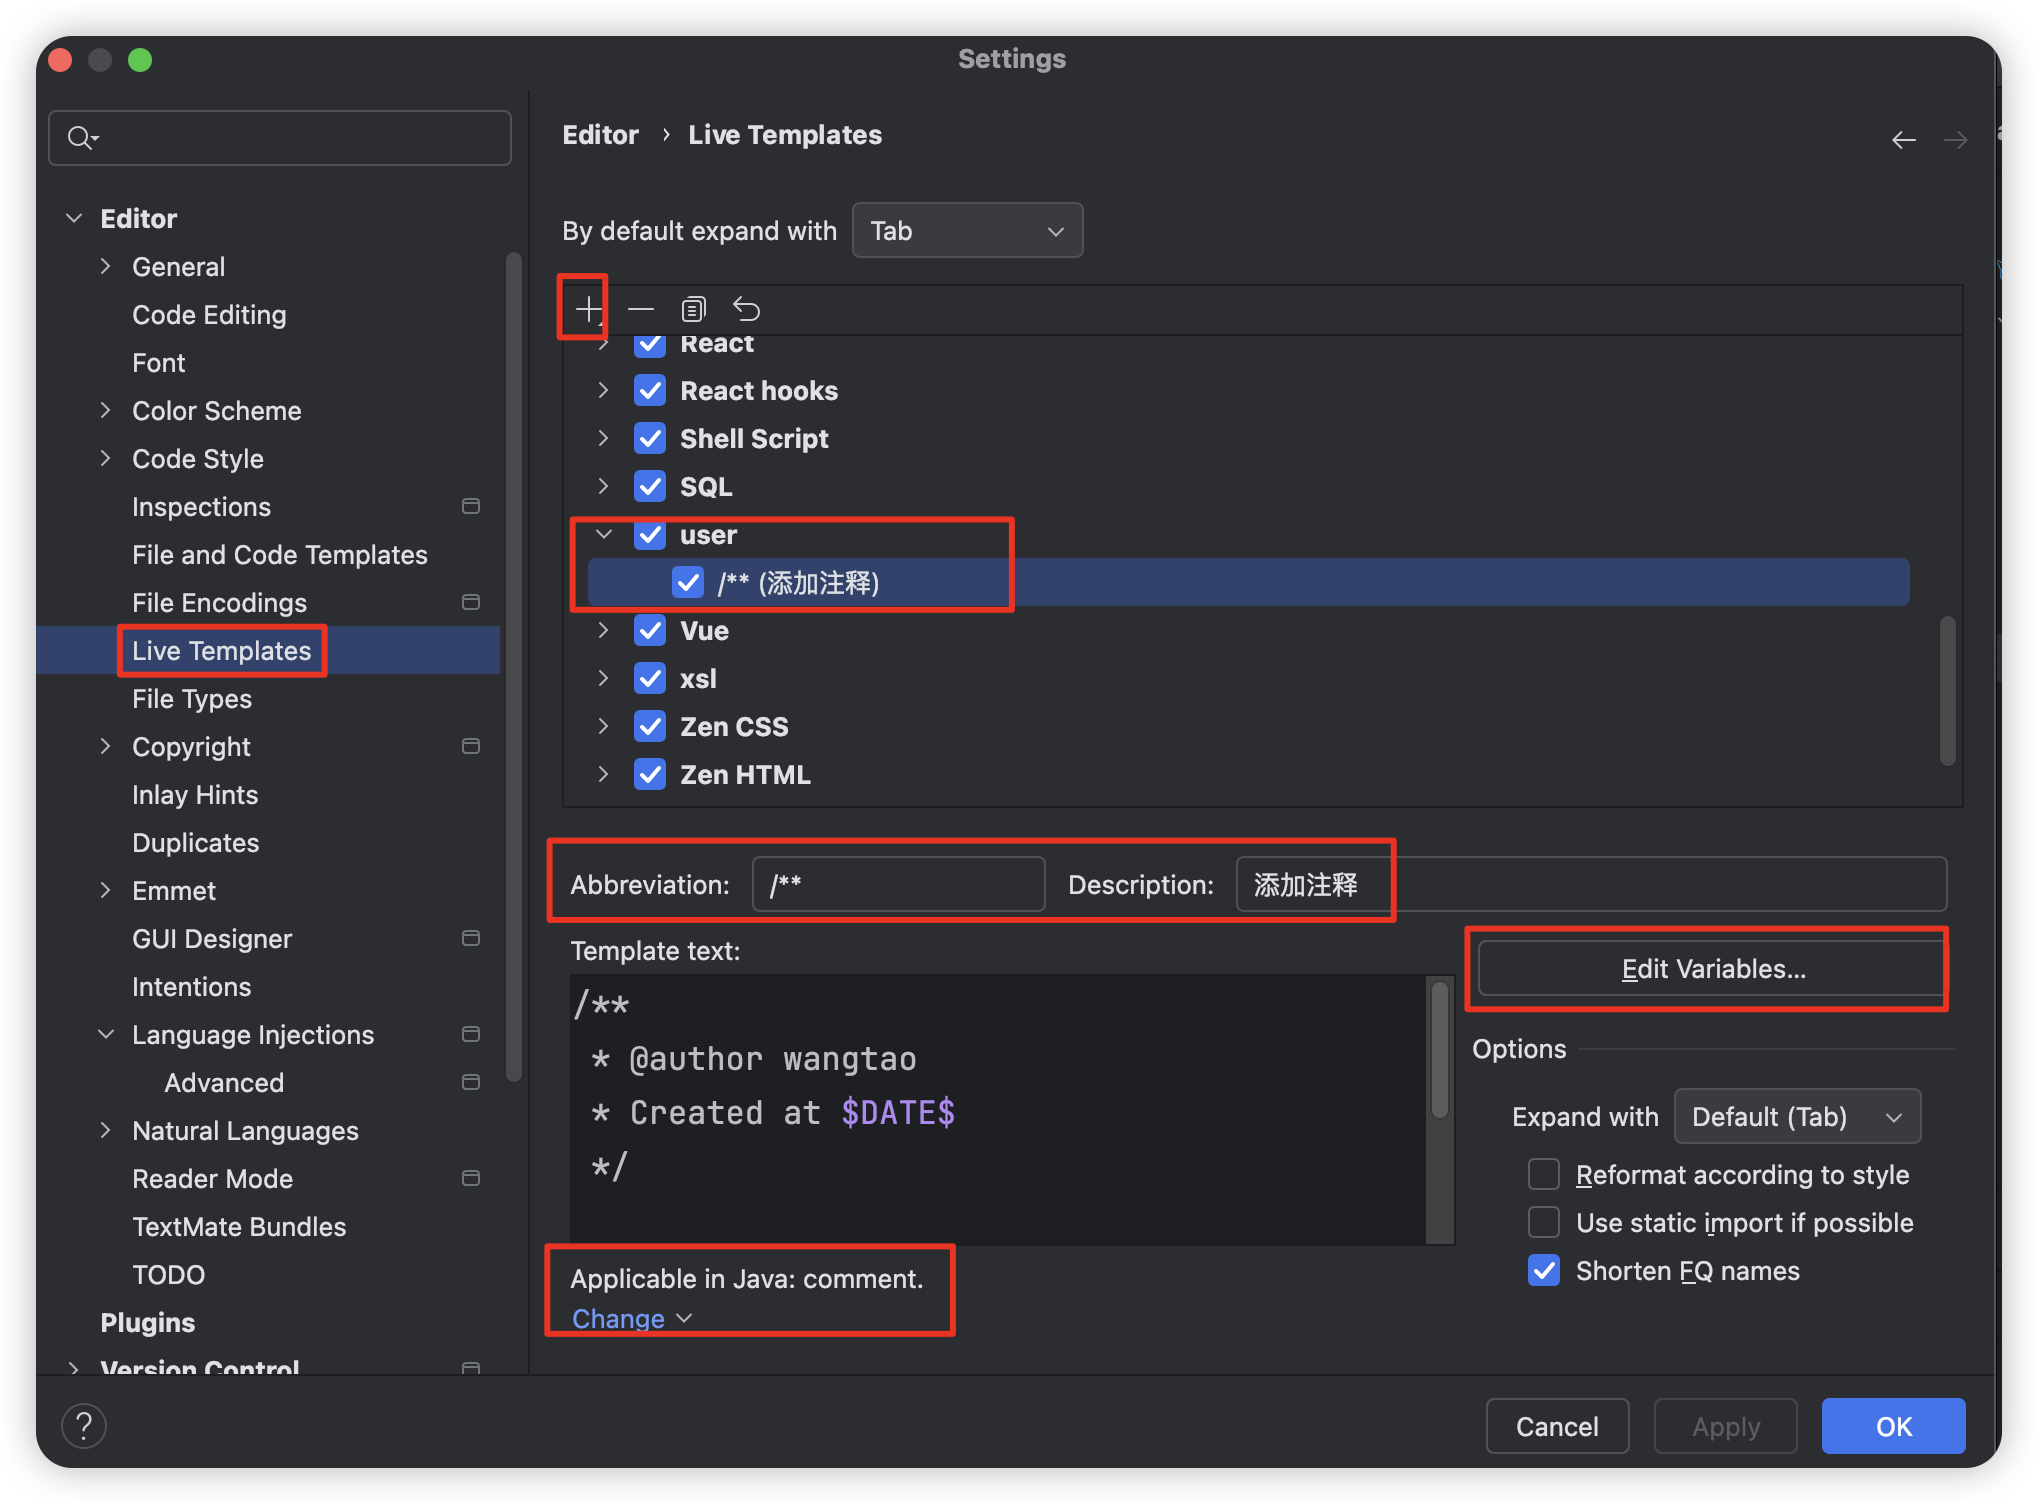 Settings
Editor
General
Code Editing
Font
Color Scheme
Code Style
Inspections
File and Code Templates
File Encodings
Live Templates
File Types
Copyright
Inlay Hints
Duplicates
Emmet
GUI Designer
Intentions
Language Injections
Advanced
Natural Languages
Reader Mode
TextMate Bundles
TODO
Plugins
Version Control
Editor › Live Templates
By default expand with Tab
React
React hooks
Shell Script
SQL
user
/** (添加注释)
Vue
xsl
Zen CSS
Zen HTML
Abbreviation: /** Description: 添加注释
Template text:
/**
* @author wangtao
* Created at $DATE$
*/
Applicable in Java: comment.
Change
Edit Variables...
Options
Expand with Default (Tab)
Reformat according to style
Use static import if possible
Shorten FQ names
?
Cancel Apply OK